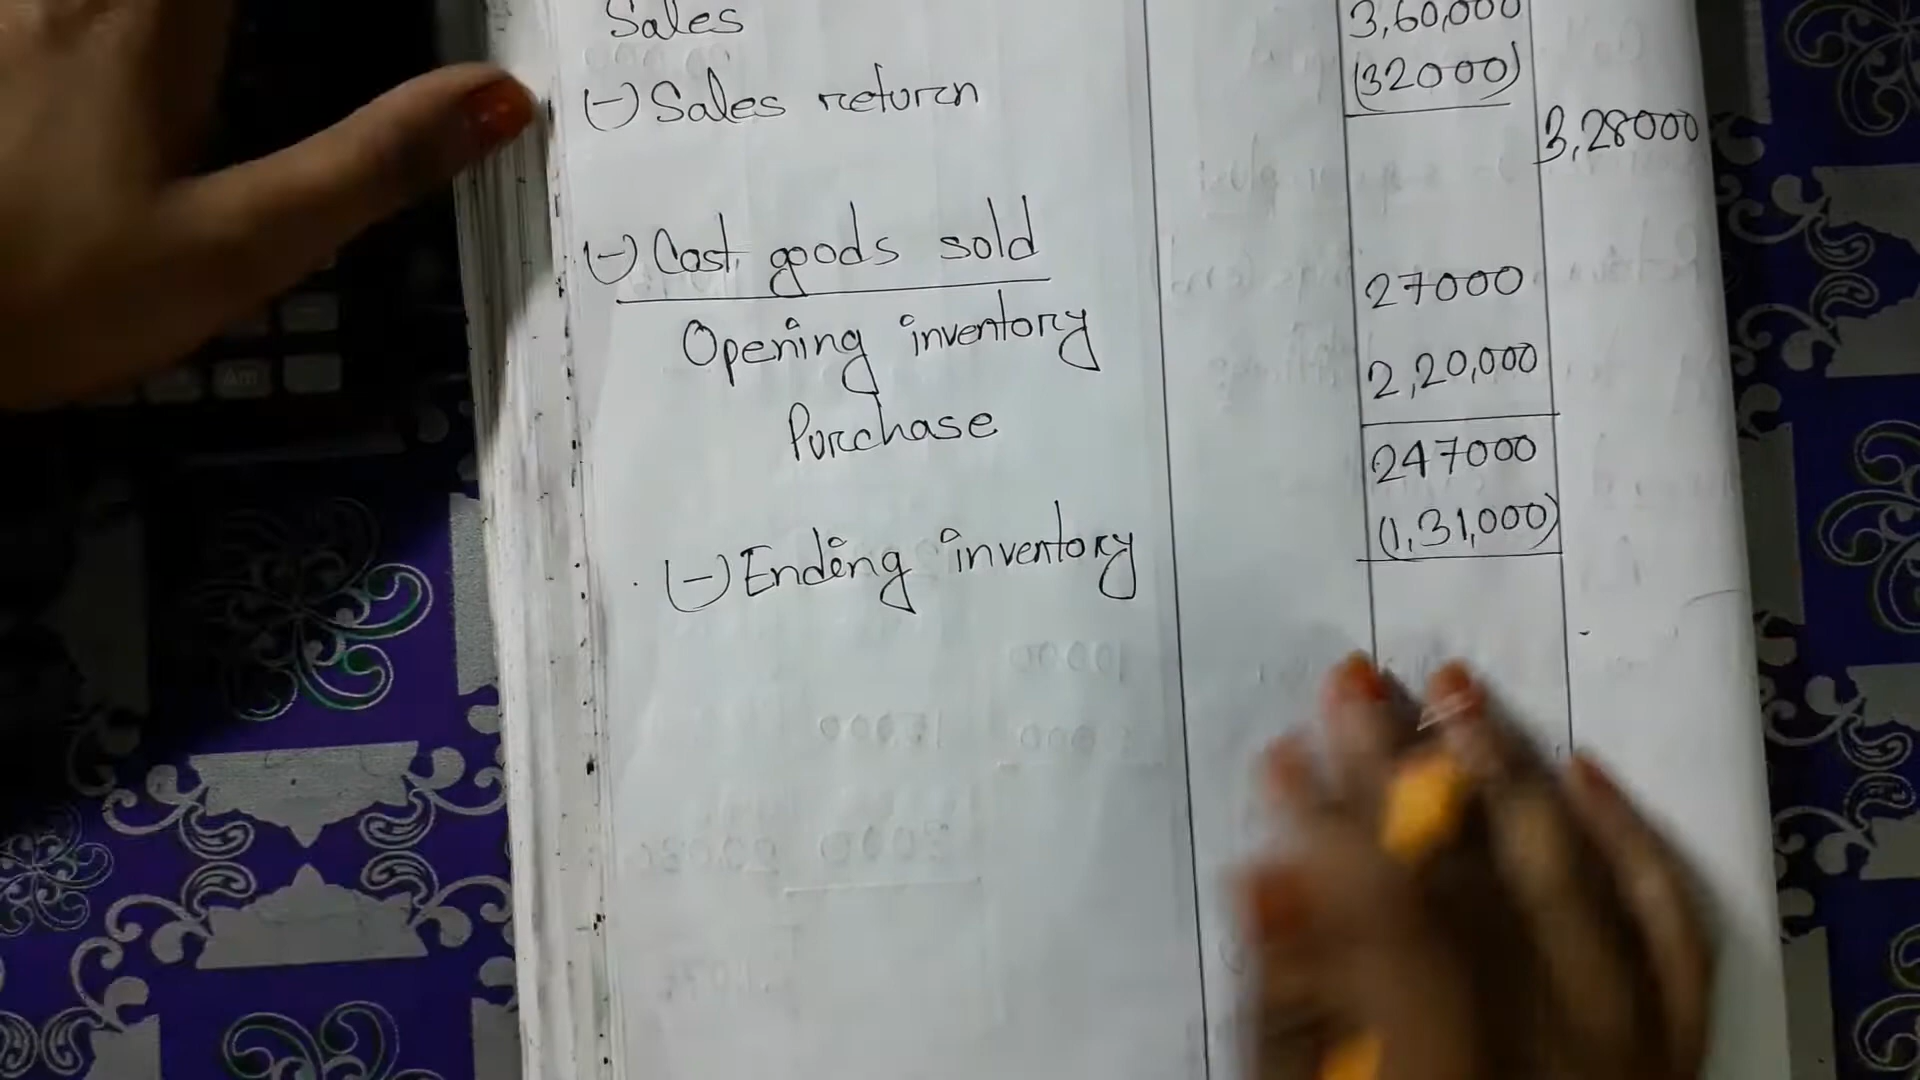 Sales 3,60,000
(-) Sales return (32000)
3,28000
(-) Cost goods sold
Opening inventory 27000
Purchase 2,20,000
247000
(-) Ending inventory (1,31,000)